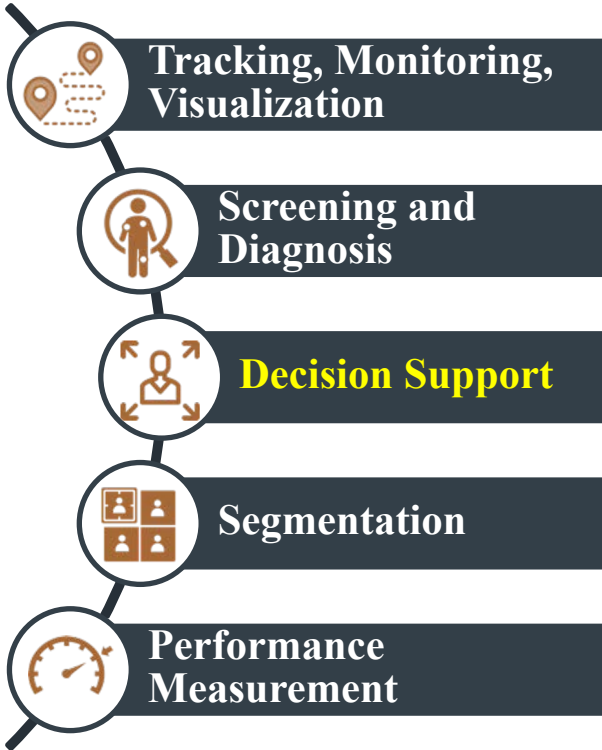 Tracking, Monitoring,
Visualization
Screening and
Diagnosis
Decision Support
Segmentation
Performance
Measurement